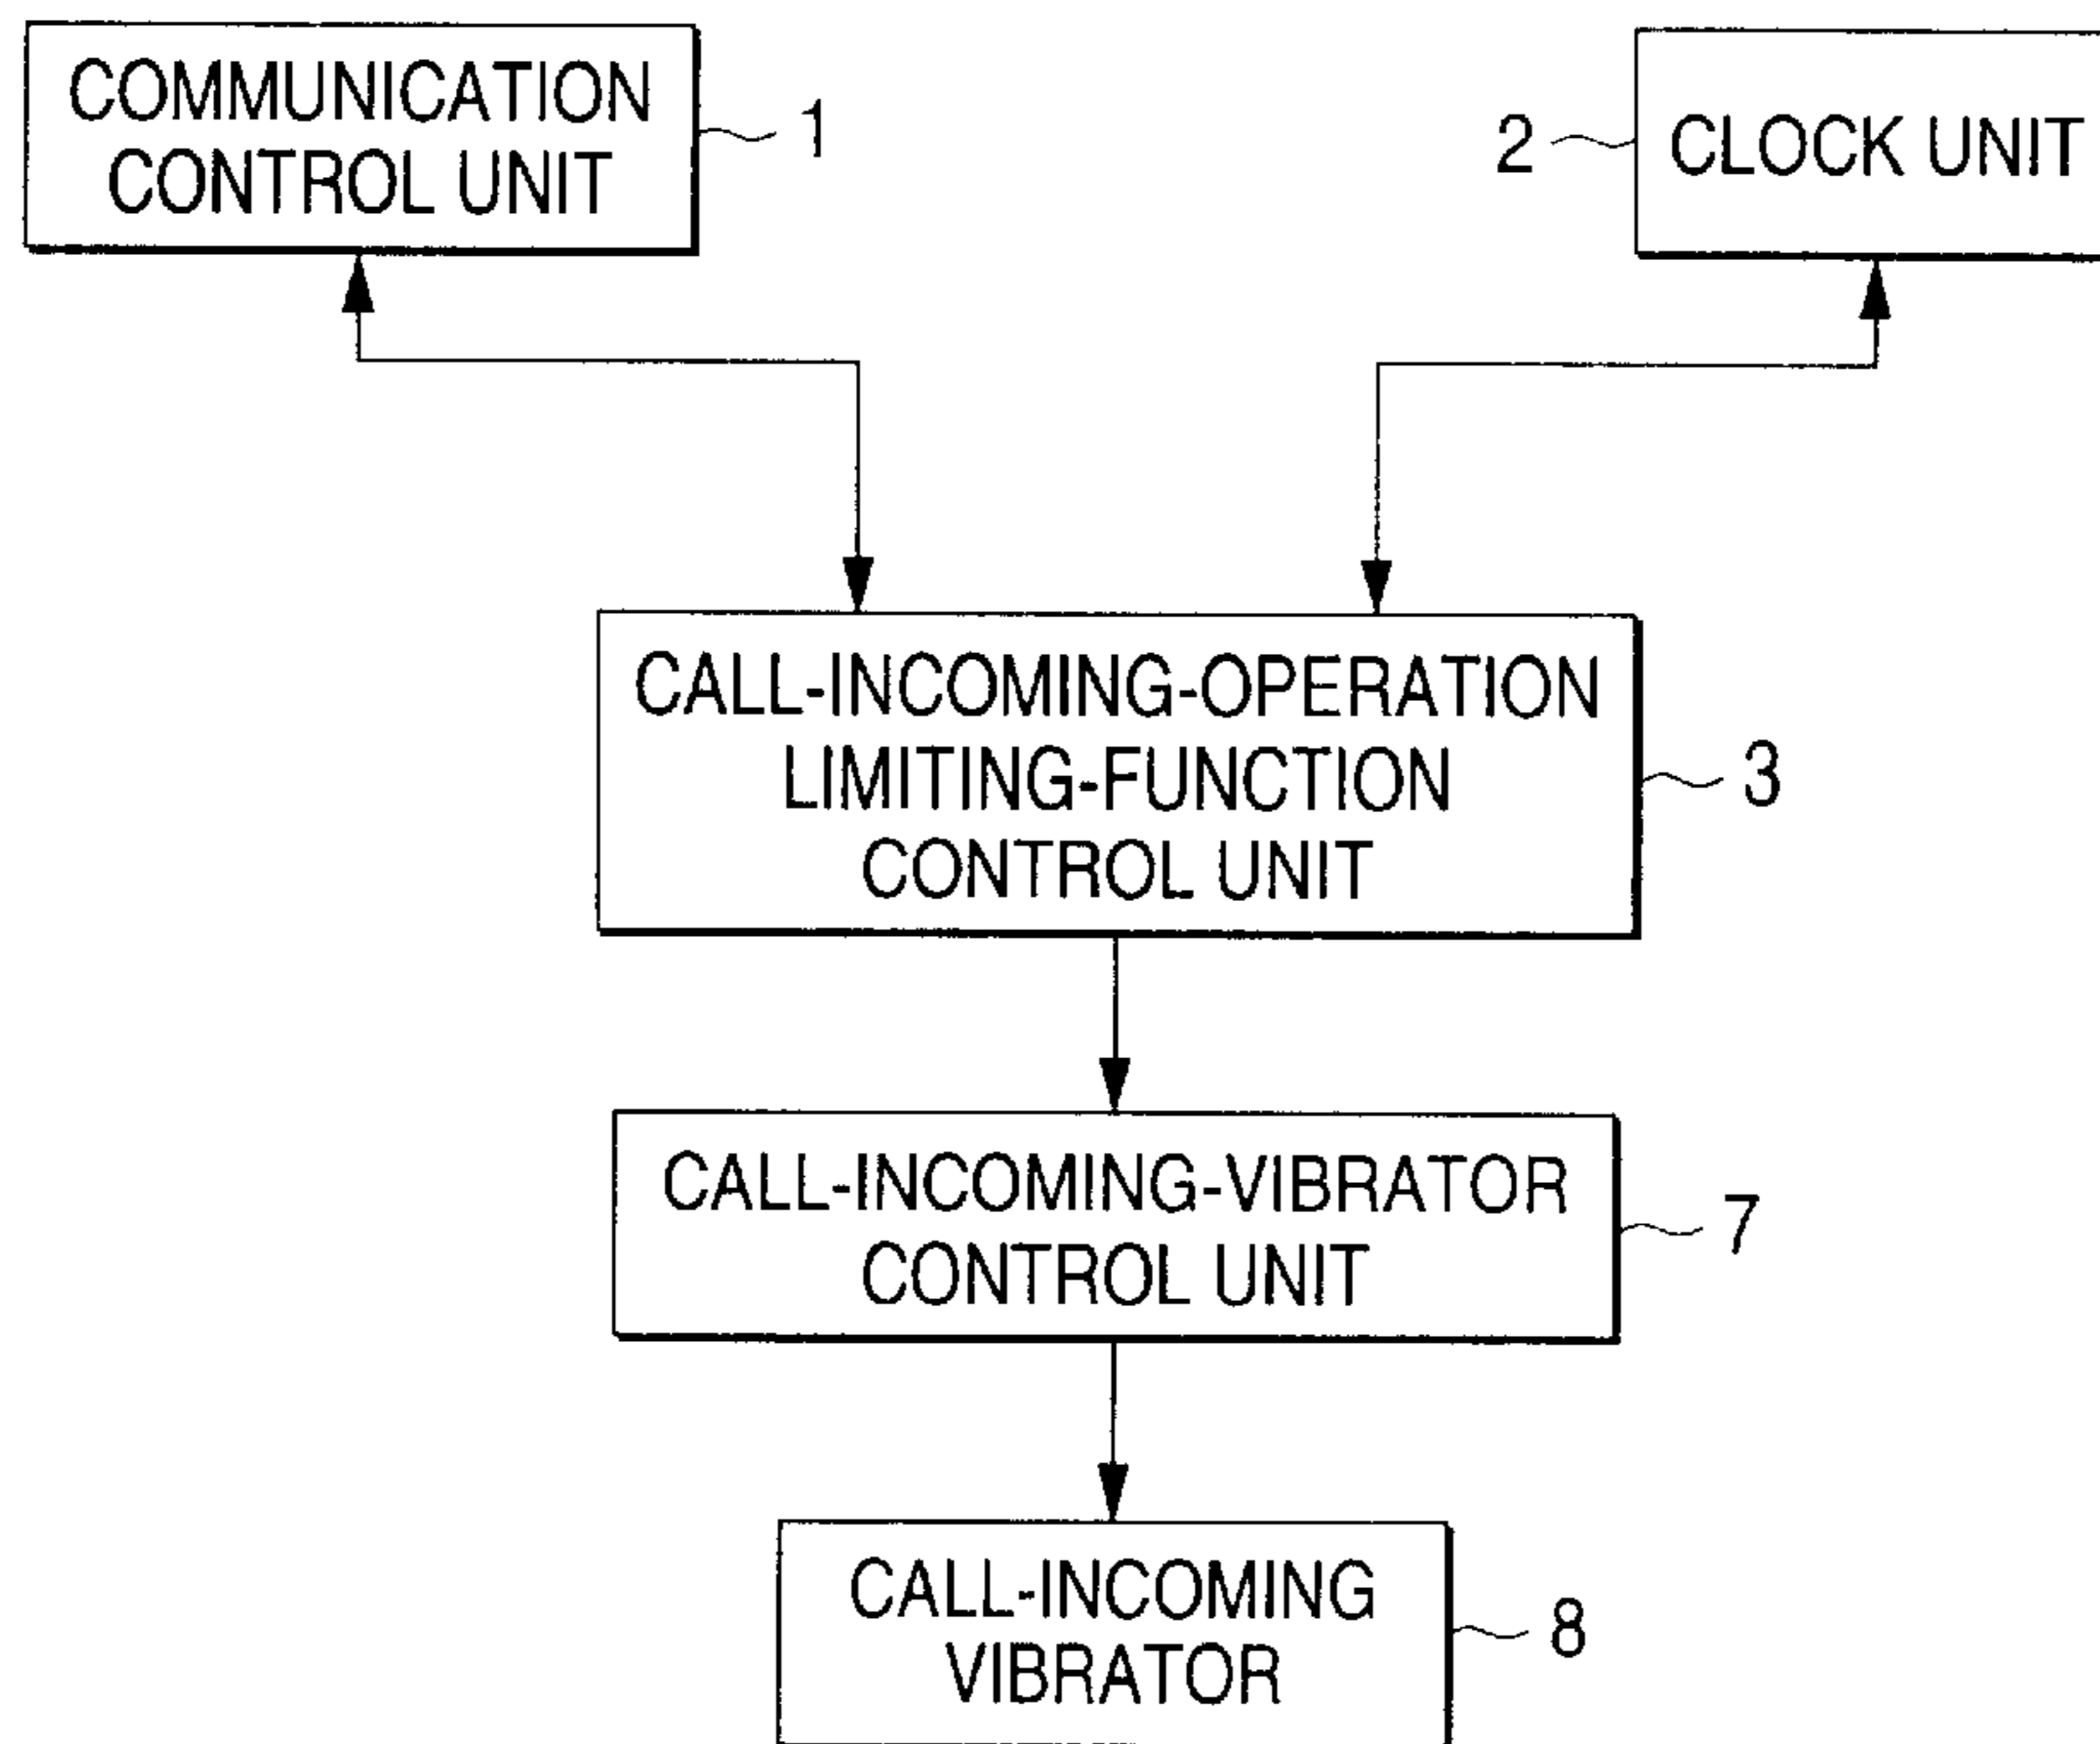 COMMUNICATION
CONTROL UNIT
1
2
CLOCK UNIT
CALL-INCOMING-OPERATION
LIMITING-FUNCTION
CONTROL UNIT
3
CALL-INCOMING-VIBRATOR
CONTROL UNIT
7
CALL-INCOMING
VIBRATOR
8